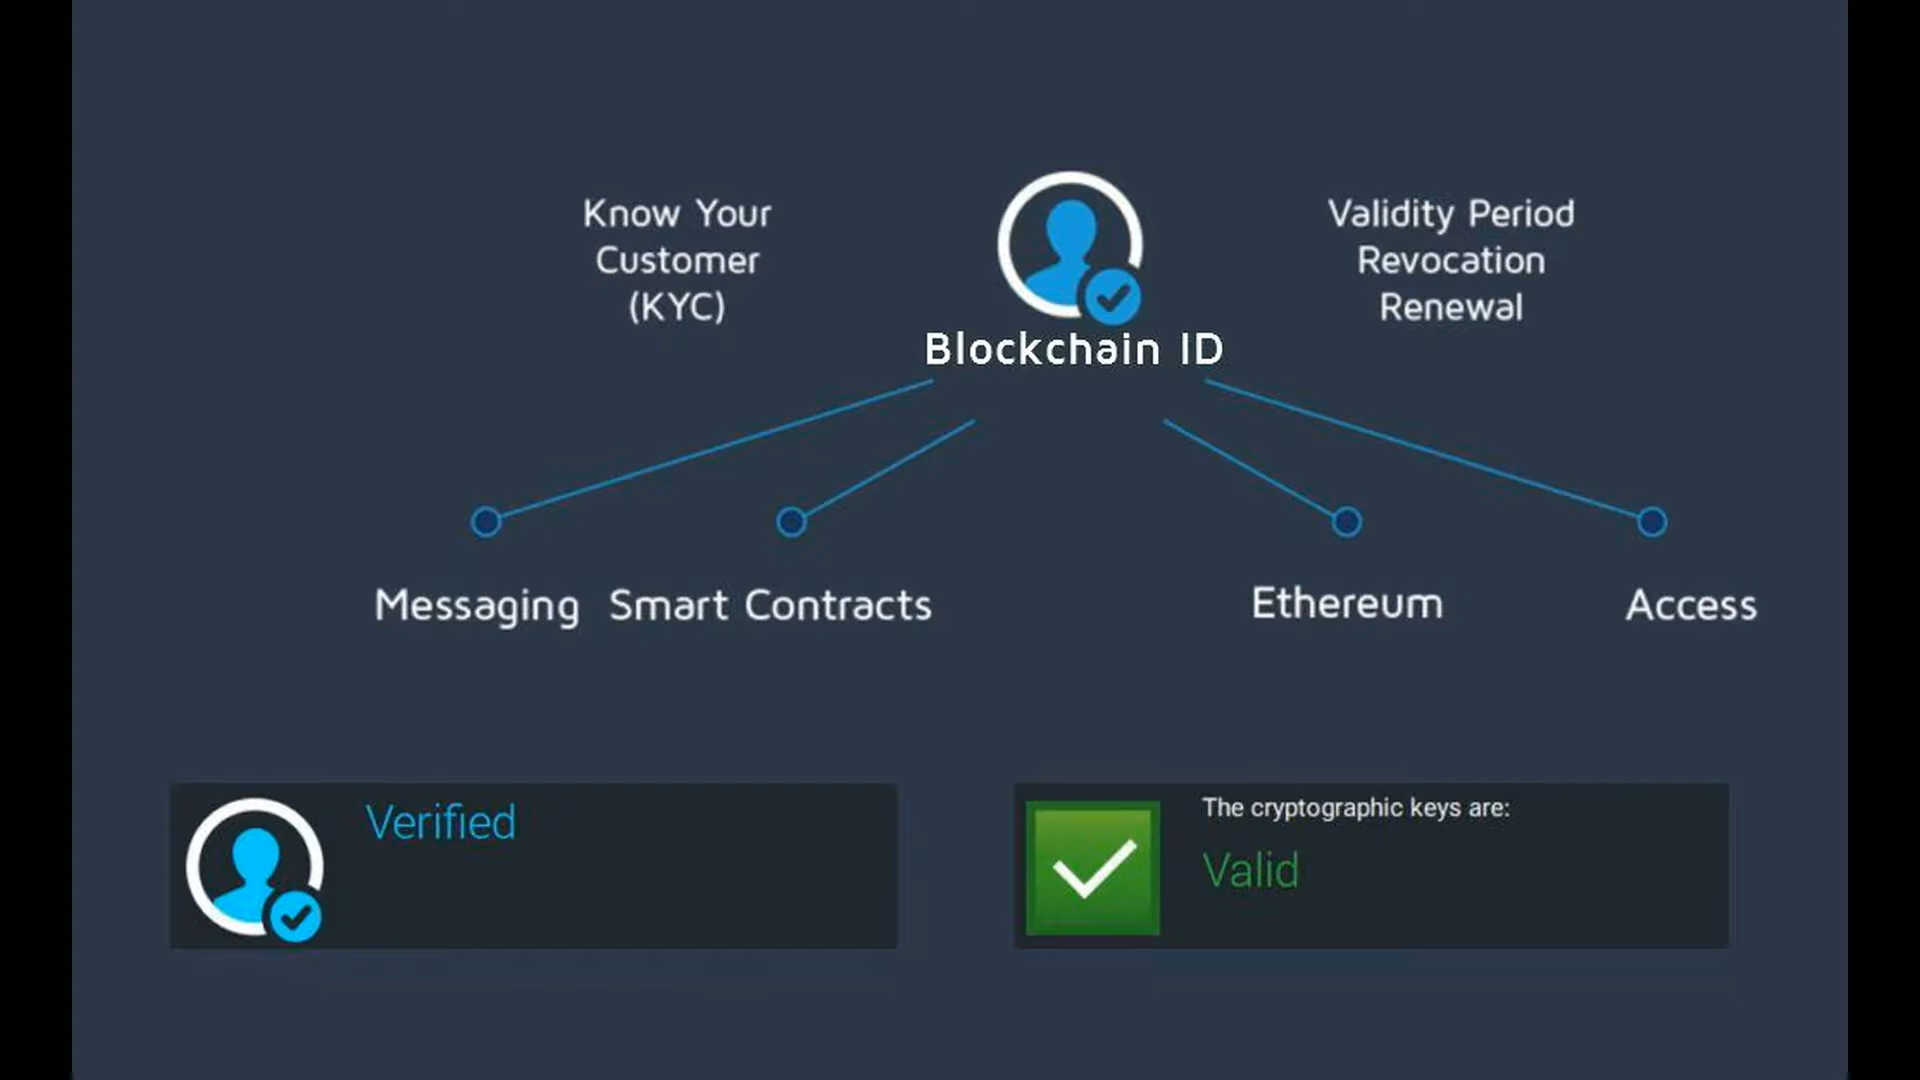 Know Your
Customer
(KYC)
Blockchain ID
Validity Period
Revocation
Renewal
Messaging
Smart Contracts
Ethereum
Access
Verified
The cryptographic keys are:
Valid